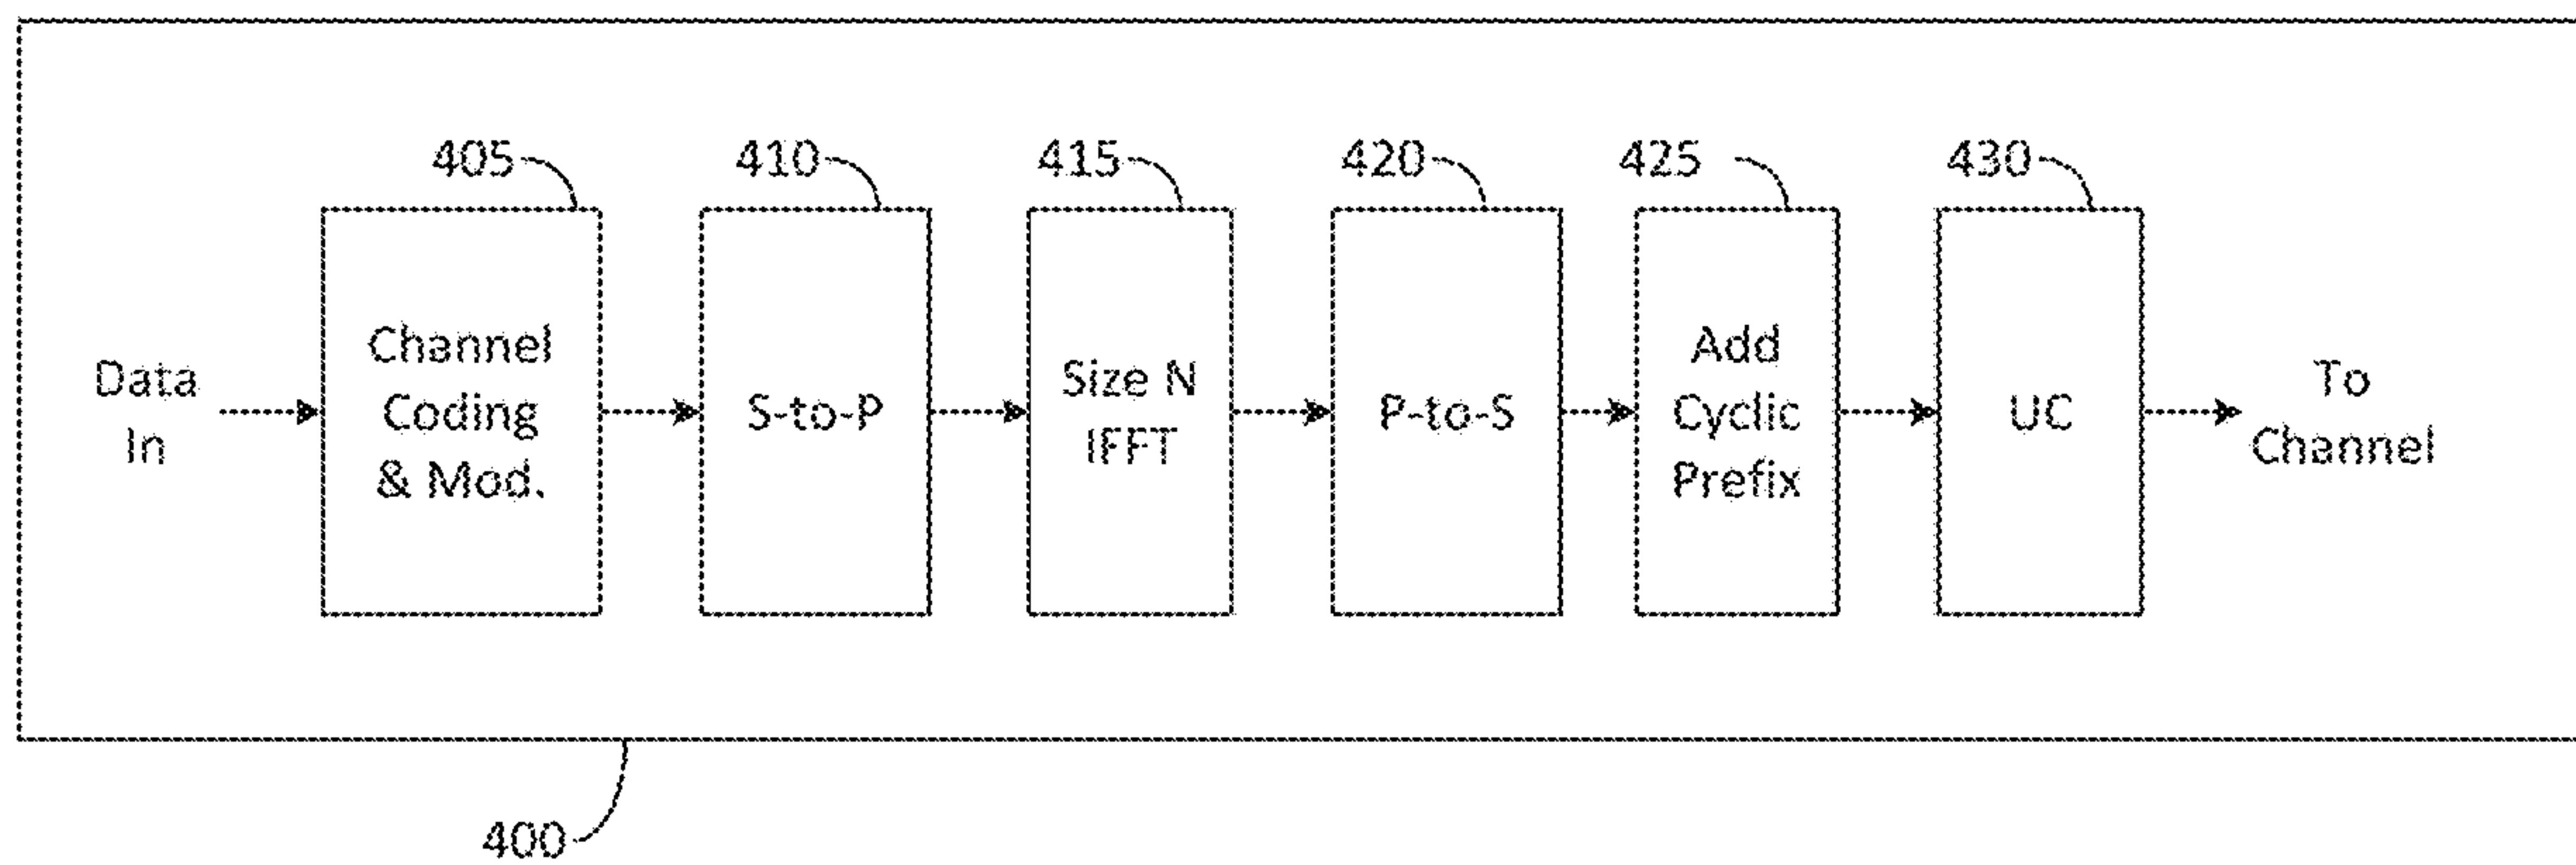 405
410
415
420
425
430
Data
In
Channel
Coding
& Mod.
S-to-P
Size N
IFFT
P-to-S
Add
Cyclic
Prefix
UC
To
Channel
400